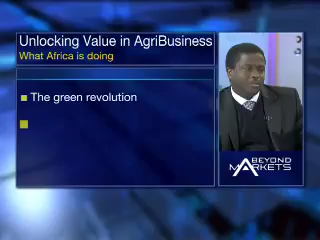 Unlocking Value in AgriBusiness
What Africa is doing
The green revolution
BEYOND
MARKETS